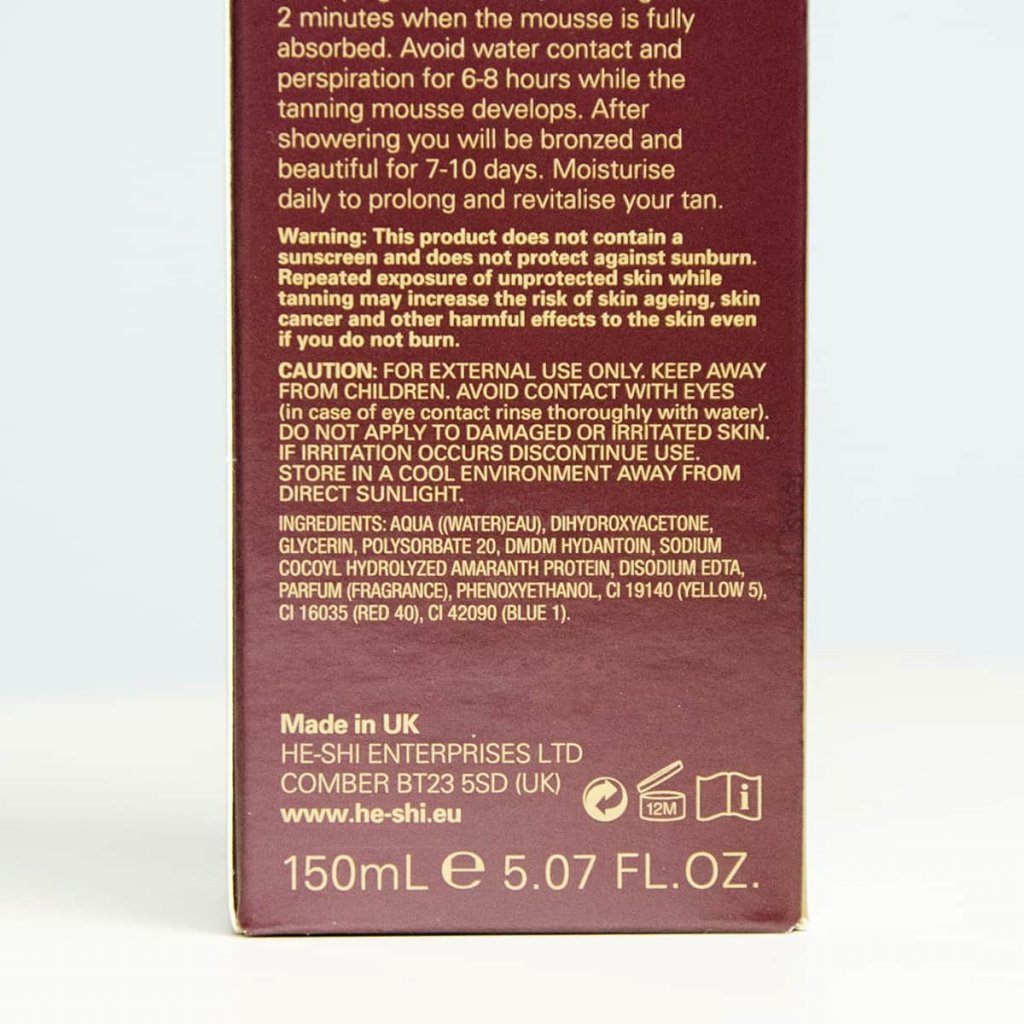 2 minutes when the mousse is fully
absorbed. Avoid water contact and
perspiration for 6-8 hours while the
tanning mousse develops. After
showering you will be bronzed and
beautiful for 7-10 days. Moisturise
daily to prolong and revitalise your tan.
Warning: This product does not contain a
sunscreen and does not protect against sunburn.
Repeated exposure of unprotected skin while
tanning may increase the risk of skin ageing, skin
cancer and other harmful effects to the skin even
if you do not burn.
CAUTION: FOR EXTERNAL USE ONLY. KEEP AWAY
FROM CHILDREN. AVOID CONTACT WITH EYES
(in case of eye contact rinse thoroughly with water).
DO NOT APPLY TO DAMAGED OR IRRITATED SKIN.
IF IRRITATION OCCURS DISCONTINUE USE.
STORE IN A COOL ENVIRONMENT AWAY FROM
DIRECT SUNLIGHT.
INGREDIENTS: AQUA ((WATER)EAU), DIHYDROXYACETONE,
GLYCERIN, POLYSORBATE 20, DMDM HYDANTOIN, SODIUM
COCOYL HYDROLYZED AMARANTH PROTEIN, DISODIUM EDTA,
PARFUM (FRAGRANCE), PHENOXYETHANOL, CI 19140 (YELLOW 5),
CI 16035 (RED 40), CI 42090 (BLUE 1).
Made in UK
HE-SHI ENTERPRISES LTD
COMBER BT23 5SD (UK)
www.he-shi.eu
12M
i
150mL e 5.07 FL.OZ.